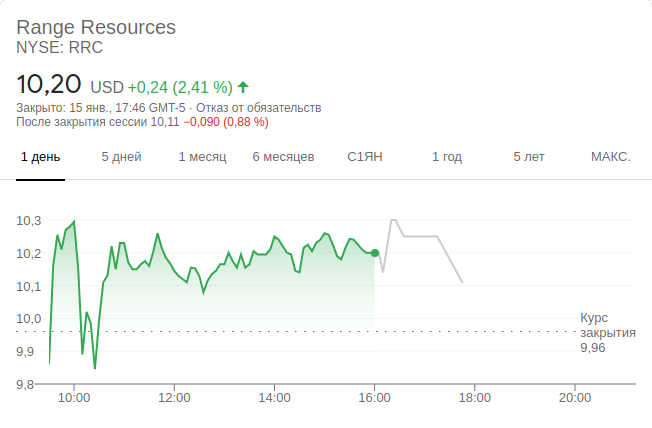 Range Resources
NYSE: RRC
10,20 USD +0,24 (2,41 %)
Закрыто: 15 янв., 17:46 GMT-5 · Отказ от обязательств
После закрытия сессии 10,11 −0,090 (0,88 %)
1 день 5 дней 1 месяц 6 месяцев С1ЯН 1 год 5 лет МАКС.
10,3
10,2
10,1
10,0
9,9
9,8
Курс
закрытия
9,96
10:00 12:00 14:00 16:00 18:00 20:00